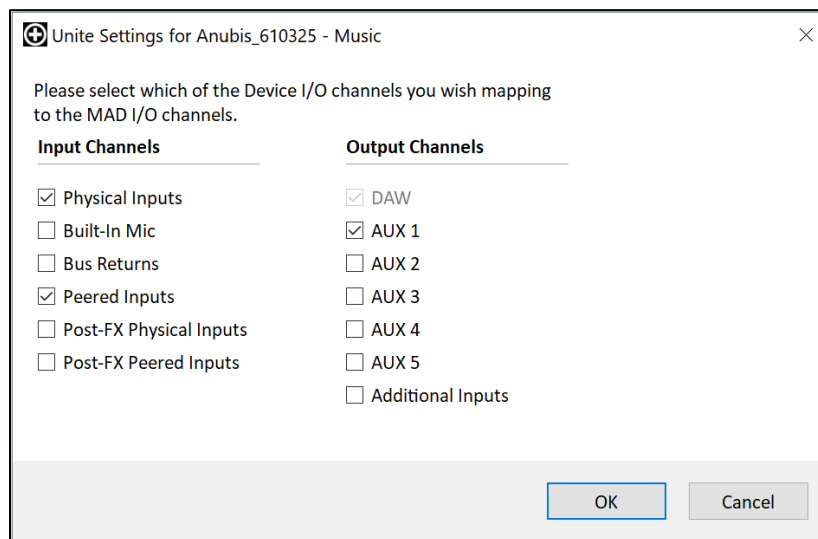 Unite Settings for Anubis_610325 - Music
Please select which of the Device I/O channels you wish mapping
to the MAD I/O channels.
Input Channels
Physical Inputs
Built-In Mic
Bus Returns
Peered Inputs
Post-FX Physical Inputs
Post-FX Peered Inputs
Output Channels
DAW
AUX 1
AUX 2
AUX 3
AUX 4
AUX 5
Additional Inputs
OK
Cancel